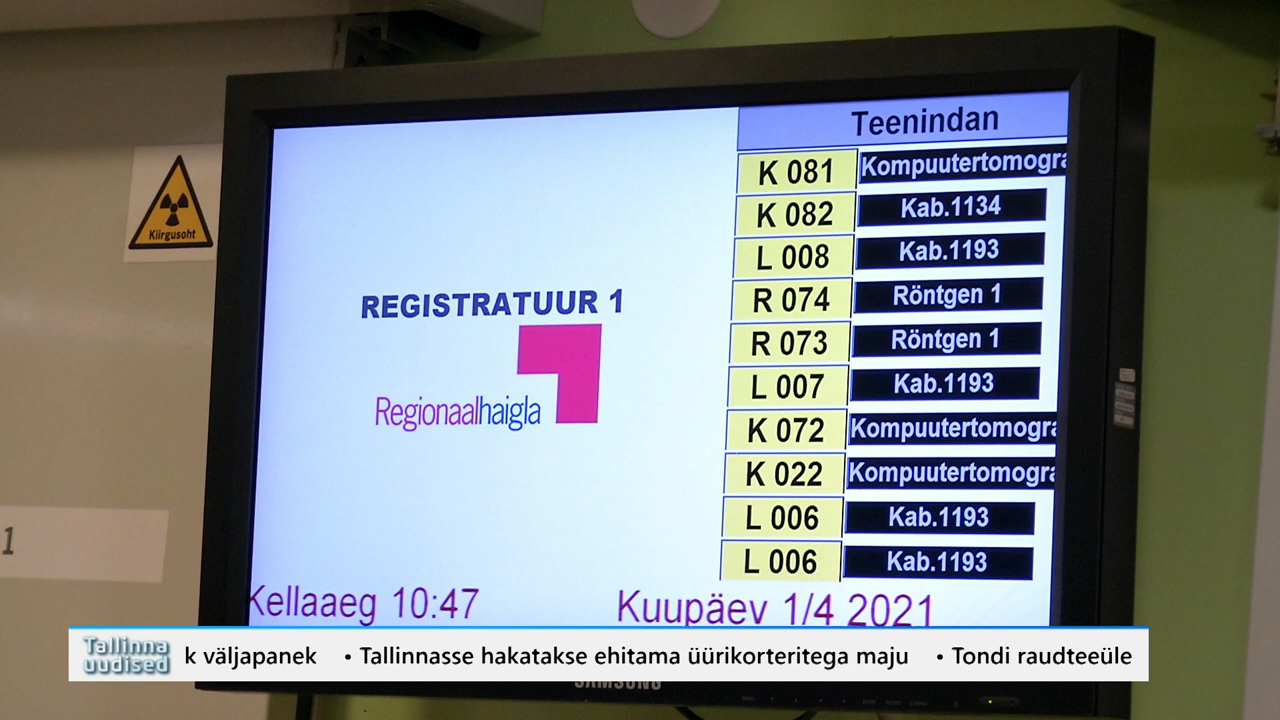 Teenindan
K 081 Kompuutertomogra
K 082 Kab.1134
L 008 Kab.1193
R 074 Röntgen 1
R 073 Röntgen 1
L 007 Kab.1193
K 072 Kompuutertomogra
K 022 Kompuutertomogra
L 006 Kab.1193
L 006 Kab.1193
Kiirgusoht
REGISTRATUUR 1
Regionaalhaigla
1
Kellaaeg 10:47 Kuupäev 1/4 2021
Tallinna
uudised
k väljapanek • Tallinnasse hakatakse ehitama üürikorteritega maju • Tondi raudteeüle
SAMSUNG